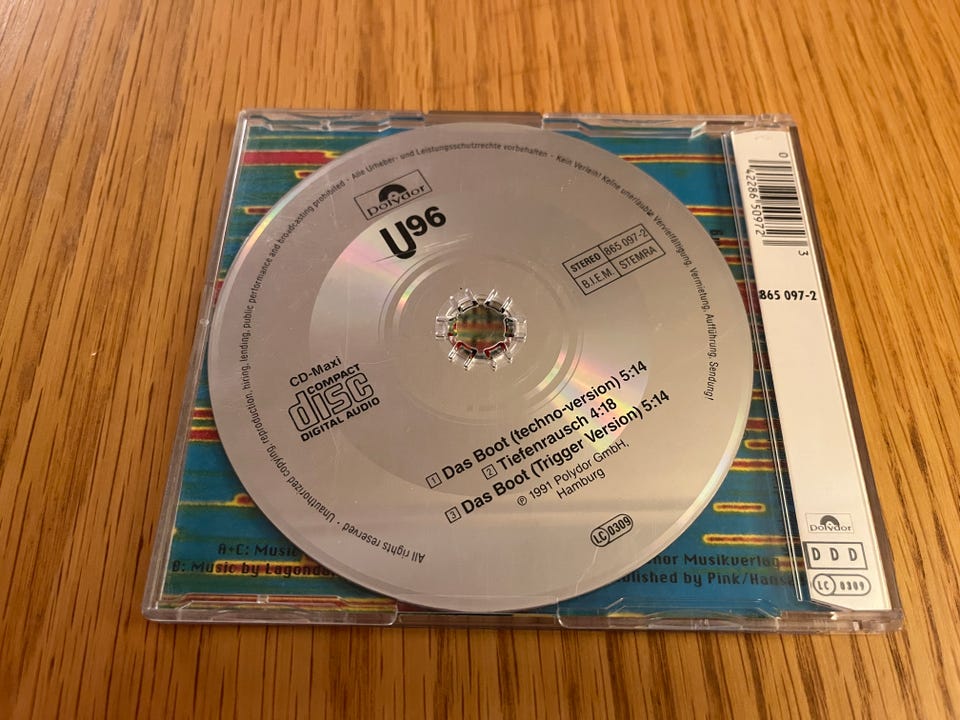 Unauthorized copying, reproduction, hiring, lending, public performance and broadcasting prohibited · Alle Urheber- und Leistungsschutzrechte vorbehalten · Kein Verleih! Keine unerlaubte Vervielfältigung, Vermietung, Aufführung, Sendung!
Polydor
U96
STEREO 865 097-2
B.I.E.M. STEMRA
CD-Maxi
COMPACT
disc
DIGITAL AUDIO
1 Das Boot (techno-version) 5:14
2 Tiefenrausch 4:18
3 Das Boot (Trigger Version) 5:14
℗ 1991 Polydor GmbH,
Hamburg
LC 0309
All rights reserved ·
A+C: Music
Musikverlag
B: Music by
Published by Pink/
0 42286 50972 3
865 097-2
Polydor
DDD
LC 0309